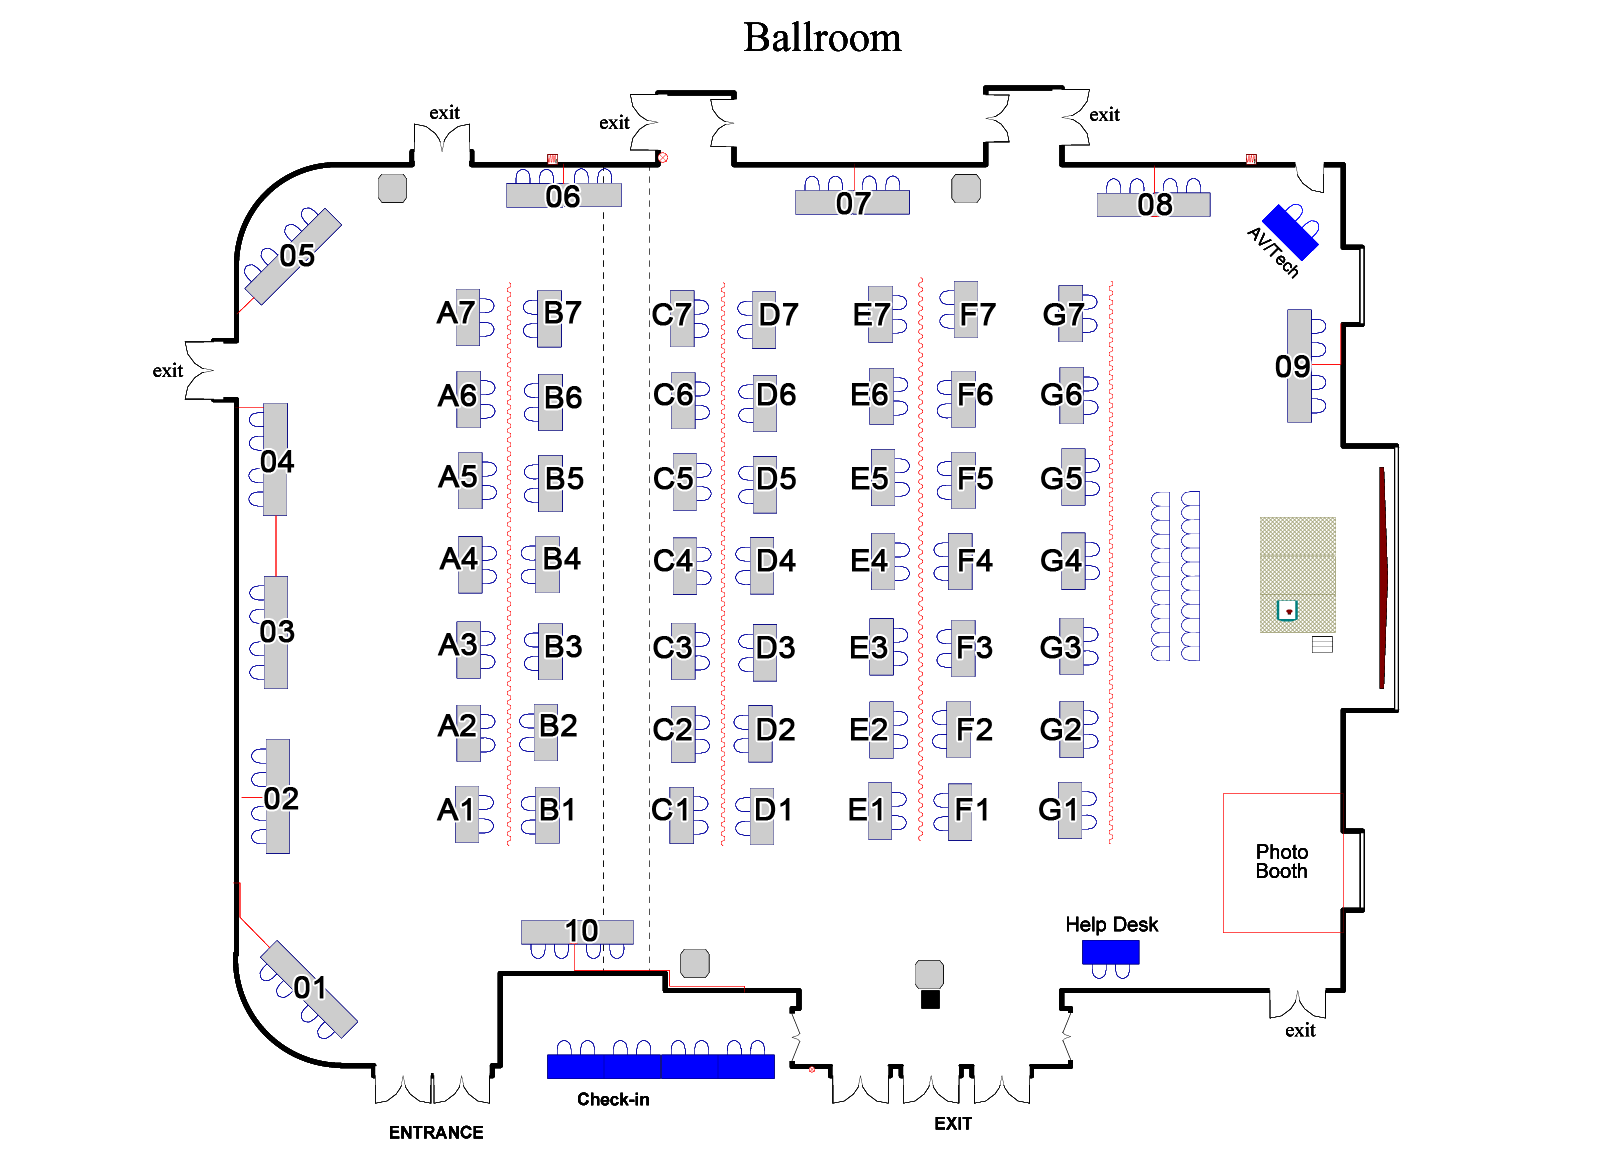 Ballroom
exit
exit
exit
06
07
08
05
AV/Tech
A7 B7 C7 D7 E7 F7 G7
exit
09
A6 B6 C6 D6 E6 F6 G6
04
A5 B5 C5 D5 E5 F5 G5
A4 B4 C4 D4 E4 F4 G4
03
A3 B3 C3 D3 E3 F3 G3
A2 B2 C2 D2 E2 F2 G2
02
A1 B1 C1 D1 E1 F1 G1
Photo
Booth
10
Help Desk
01
exit
Check-in
ENTRANCE
EXIT